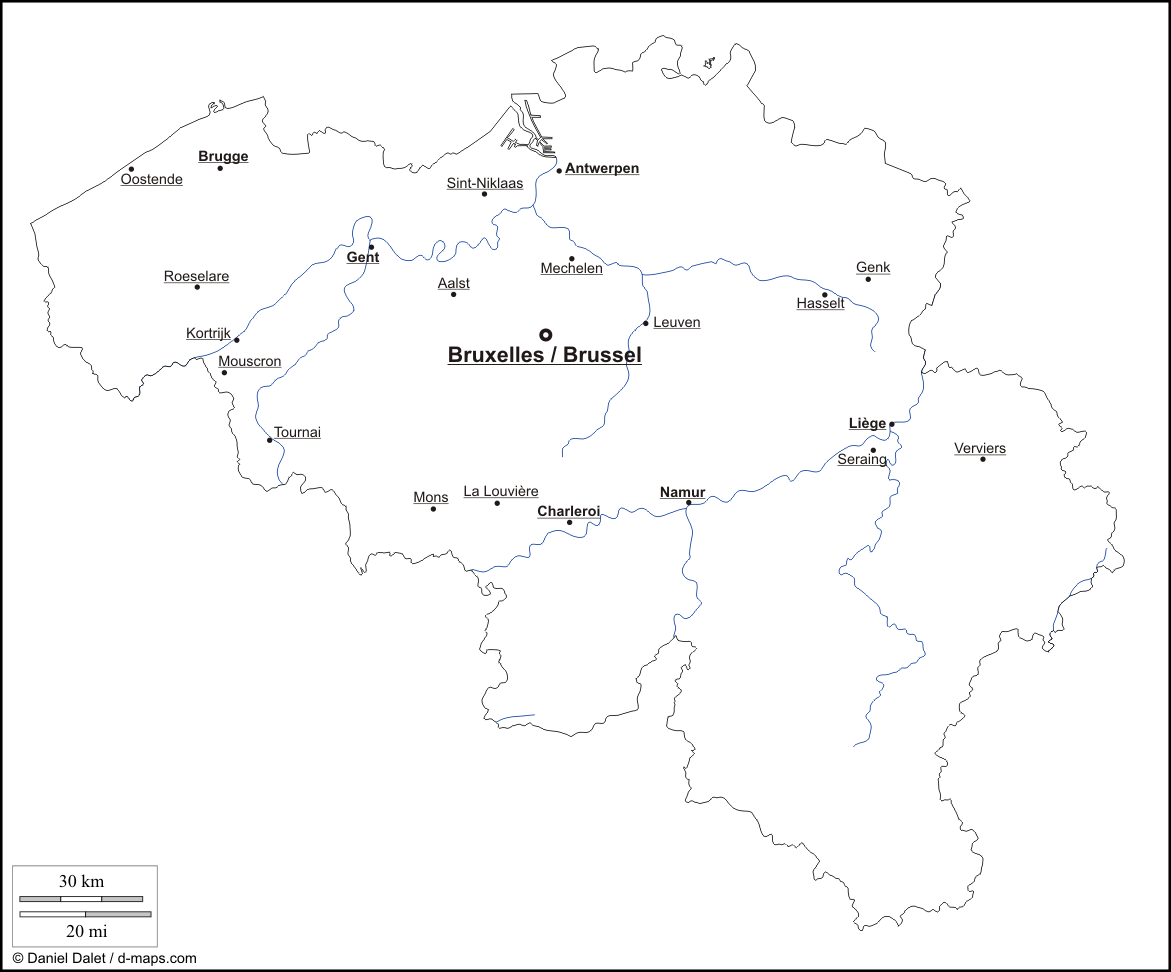 Brugge
Antwerpen
Oostende
Sint-Niklaas
Gent
Mechelen
Genk
Roeselare
Aalst
Hasselt
Leuven
Kortrijk
Bruxelles / Brussel
Mouscron
Liège
Tournai
Verviers
Seraing
La Louvière
Namur
Mons
Charleroi
30 km
20 mi
© Daniel Dalet / d-maps.com